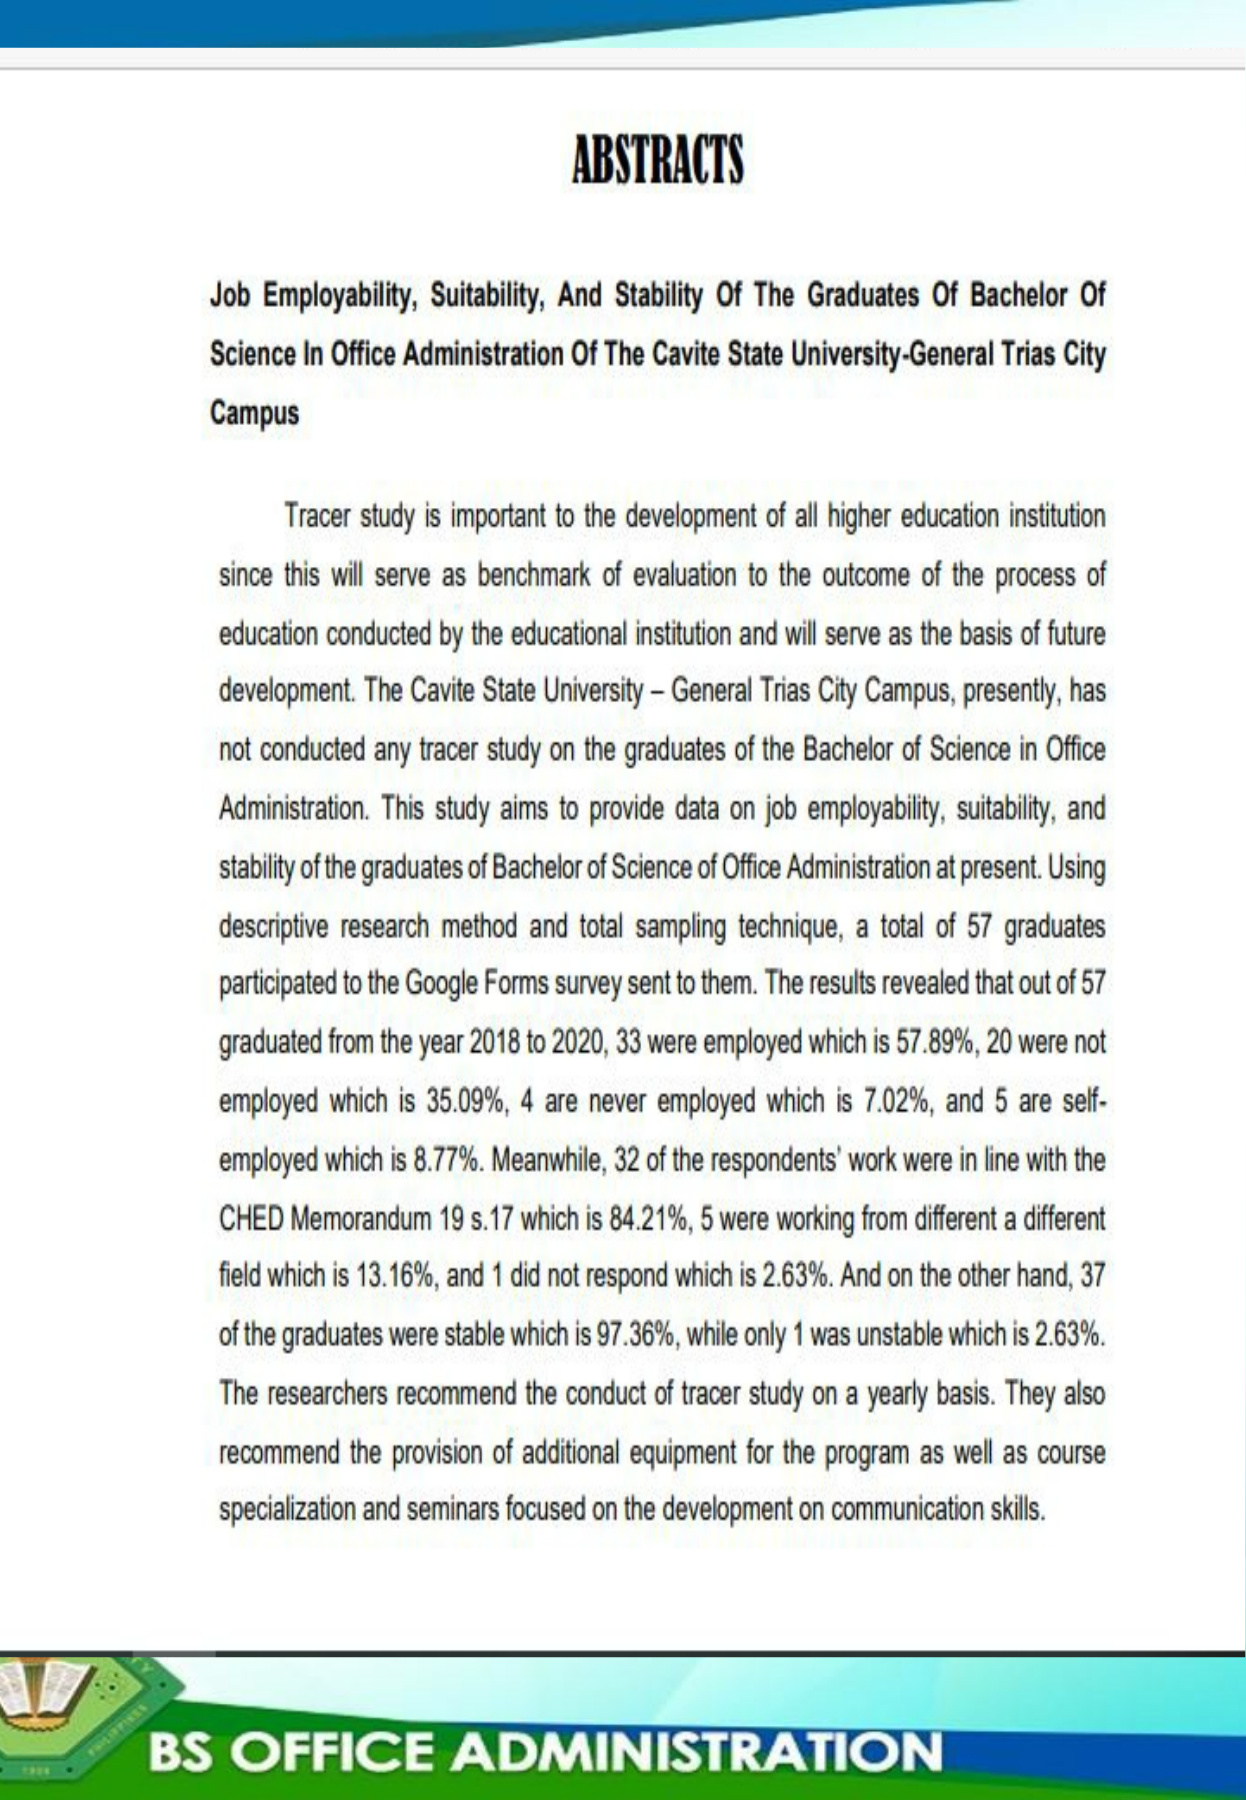 ABSTRACTS
Job Employability, Suitability, And Stability Of The Graduates Of Bachelor Of
Science In Office Administration Of The Cavite State University-General Trias City
Campus
Tracer study is important to the development of all higher education institution
since this will serve as benchmark of evaluation to the outcome of the process of
education conducted by the educational institution and will serve as the basis of future
development. The Cavite State University – General Trias City Campus, presently, has
not conducted any tracer study on the graduates of the Bachelor of Science in Office
Administration. This study aims to provide data on job employability, suitability, and
stability of the graduates of Bachelor of Science of Office Administration at present. Using
descriptive research method and total sampling technique, a total of 57 graduates
participated to the Google Forms survey sent to them. The results revealed that out of 57
graduated from the year 2018 to 2020, 33 were employed which is 57.89%, 20 were not
employed which is 35.09%, 4 are never employed which is 7.02%, and 5 are self-
employed which is 8.77%. Meanwhile, 32 of the respondents' work were in line with the
CHED Memorandum 19 s.17 which is 84.21%, 5 were working from different a different
field which is 13.16%, and 1 did not respond which is 2.63%. And on the other hand, 37
of the graduates were stable which is 97.36%, while only 1 was unstable which is 2.63%.
The researchers recommend the conduct of tracer study on a yearly basis. They also
recommend the provision of additional equipment for the program as well as course
specialization and seminars focused on the development on communication skills.
PHILIPPINES
BS OFFICE ADMINISTRATION